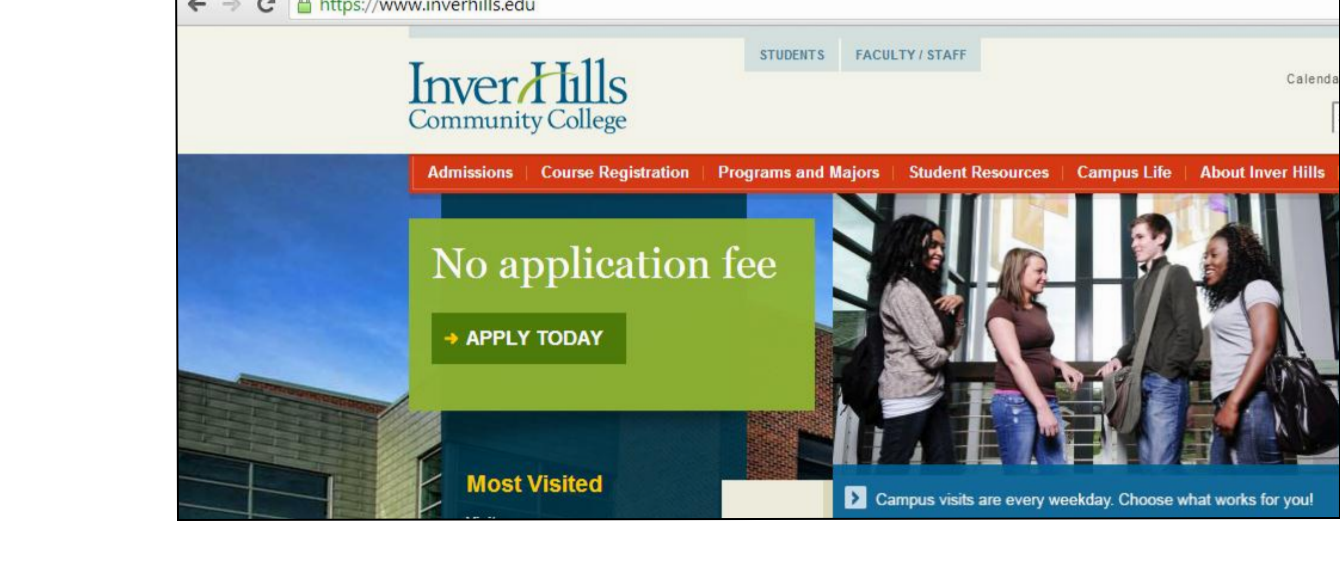 https://www.inverhills.edu
STUDENTS FACULTY / STAFF
Inver Hills
Community College
Admissions | Course Registration | Programs and Majors | Student Resources | Campus Life | About Inver Hills
No application fee
APPLY TODAY
Most Visited
Campus visits are every weekday. Choose what works for you!